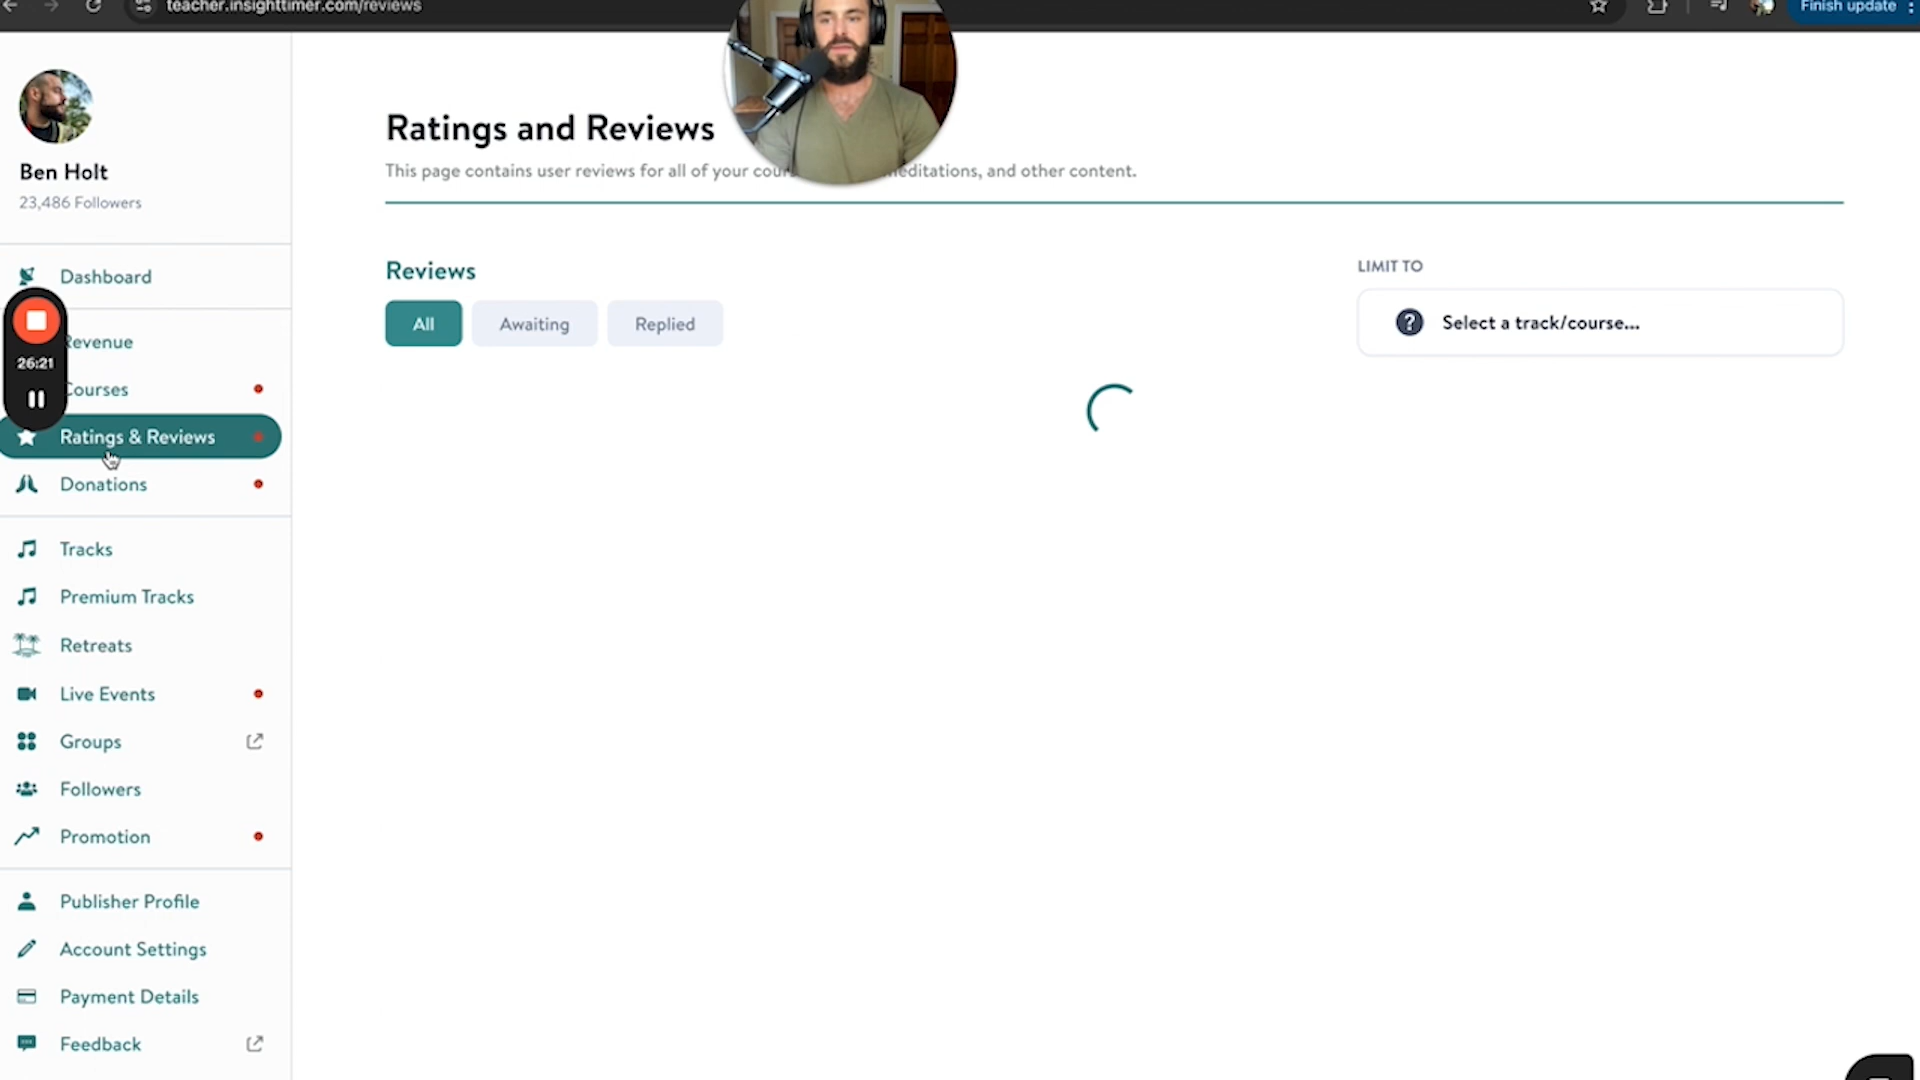 teacher.insighttimer.com/reviews
Finish update
Ben Holt
23,486 Followers
Dashboard
Revenue
Courses
Ratings & Reviews
Donations
Tracks
Premium Tracks
Retreats
Live Events
Groups
Followers
Promotion
Publisher Profile
Account Settings
Payment Details
Feedback
26:21
Ratings and Reviews
This page contains user reviews for all of your editations, and other content.
Reviews
All
Awaiting
Replied
LIMIT TO
Select a track/course...